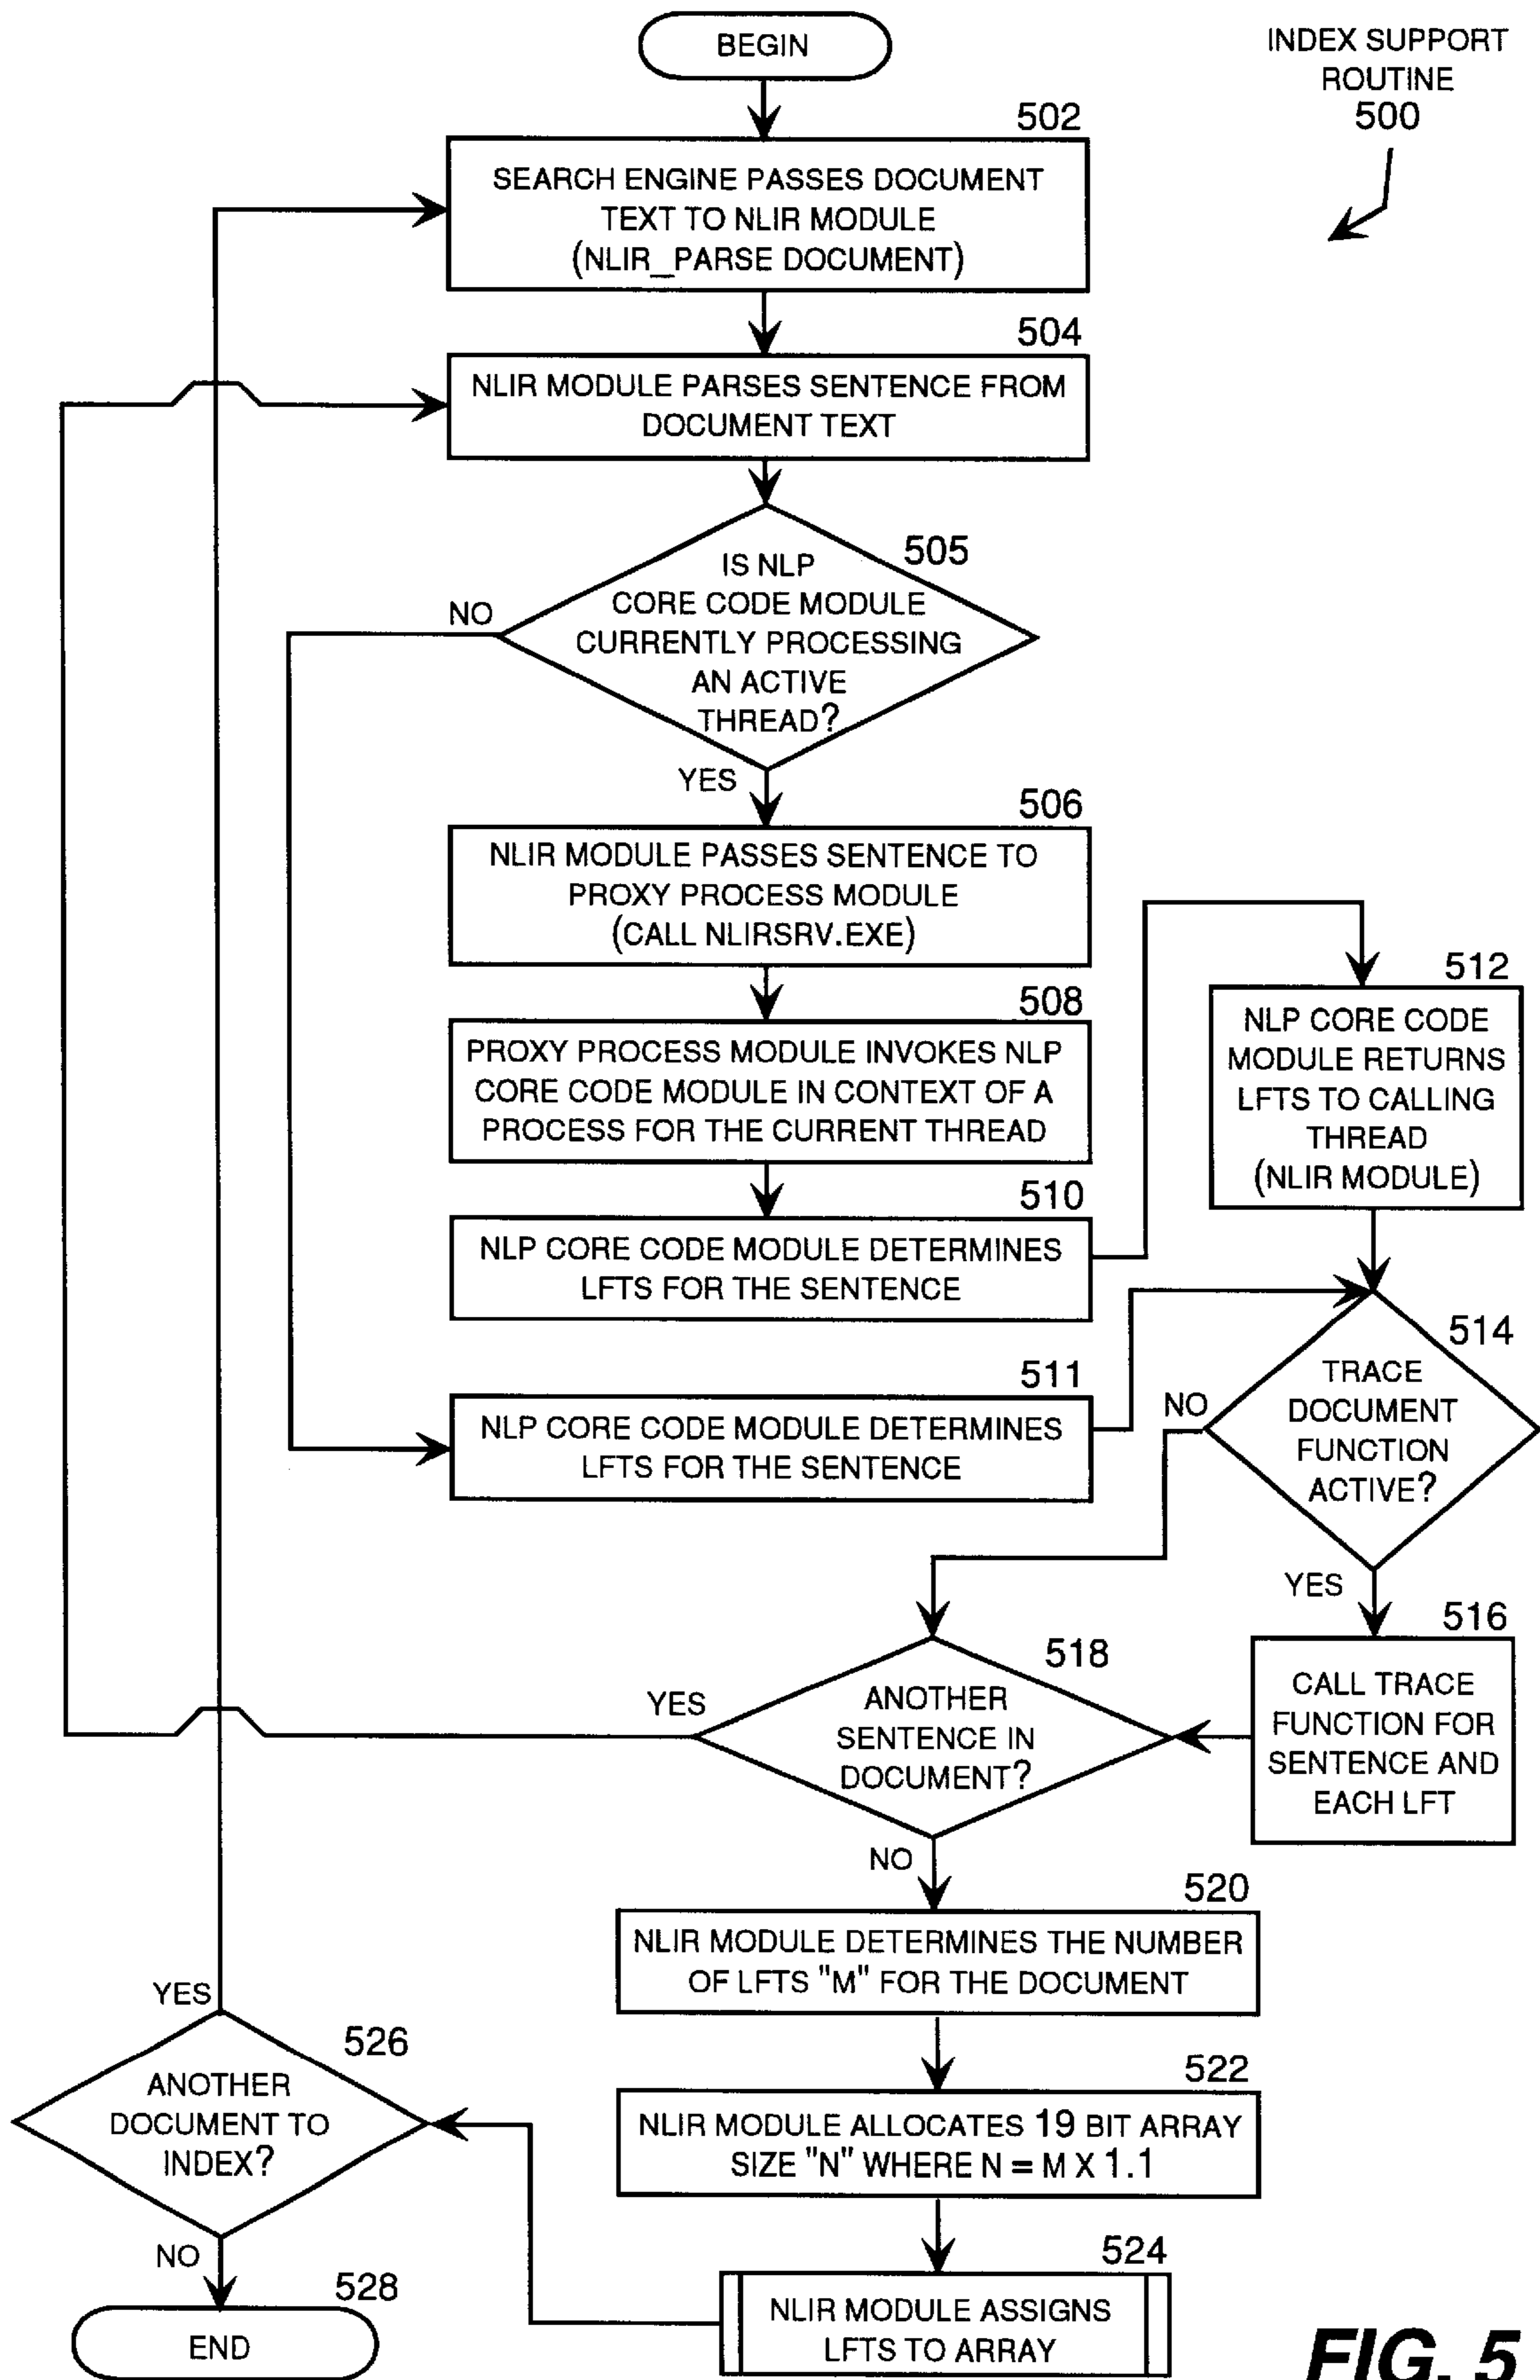 BEGIN
INDEX SUPPORT
ROUTINE
500
502
SEARCH ENGINE PASSES DOCUMENT
TEXT TO NLIR MODULE
(NLIR_PARSE DOCUMENT)
504
NLIR MODULE PARSES SENTENCE FROM
DOCUMENT TEXT
505
IS NLP
CORE CODE MODULE
CURRENTLY PROCESSING
AN ACTIVE
THREAD?
NO
YES
506
NLIR MODULE PASSES SENTENCE TO
PROXY PROCESS MODULE
(CALL NLIRSRV.EXE)
508
PROXY PROCESS MODULE INVOKES NLP
CORE CODE MODULE IN CONTEXT OF A
PROCESS FOR THE CURRENT THREAD
510
NLP CORE CODE MODULE DETERMINES
LFTS FOR THE SENTENCE
511
NLP CORE CODE MODULE DETERMINES
LFTS FOR THE SENTENCE
512
NLP CORE CODE
MODULE RETURNS
LFTS TO CALLING
THREAD
(NLIR MODULE)
514
TRACE
DOCUMENT
FUNCTION
ACTIVE?
NO
YES
516
CALL TRACE
FUNCTION FOR
SENTENCE AND
EACH LFT
518
ANOTHER
SENTENCE IN
DOCUMENT?
YES
NO
520
NLIR MODULE DETERMINES THE NUMBER
OF LFTS "M" FOR THE DOCUMENT
522
NLIR MODULE ALLOCATES 19 BIT ARRAY
SIZE "N" WHERE N = M X 1.1
524
NLIR MODULE ASSIGNS
LFTS TO ARRAY
526
ANOTHER
DOCUMENT TO
INDEX?
YES
NO
528
END
FIG. 5